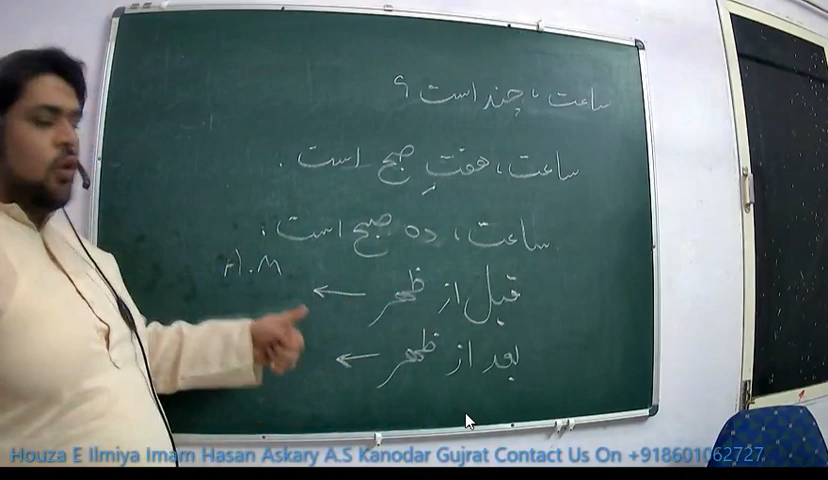 ساعت، چند است؟
ساعت، هفتِ صبح است.
ساعت، ده صبح است.
قبل از ظهر ← A.M
بعد از ظهر ←
Houza E Ilmiya Imam Hasan Askary A.S Kanodar Gujrat Contact Us On +918601062727